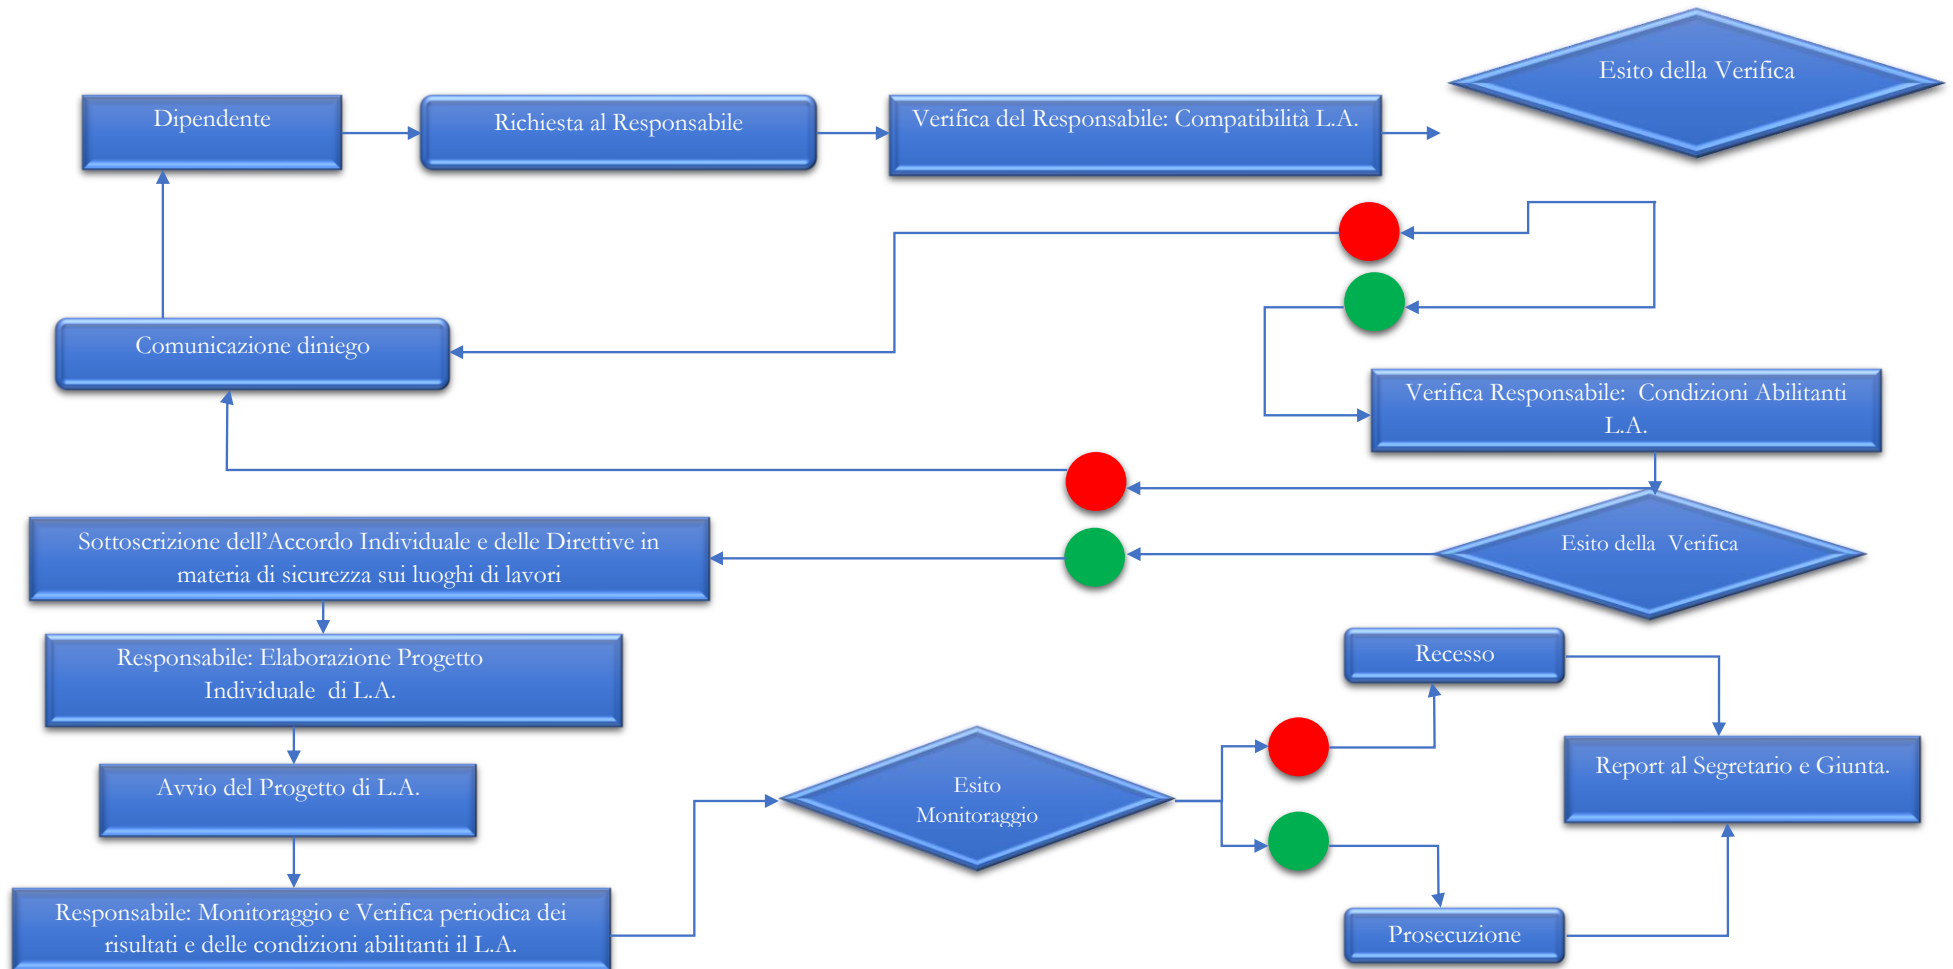 Esito della Verifica
Dipendente
Richiesta al Responsabile
Verifica del Responsabile: Compatibilità L.A.
Comunicazione diniego
Verifica Responsabile:  Condizioni Abilitanti
L.A.
Sottoscrizione dell’Accordo Individuale e delle Direttive in
materia di sicurezza sui luoghi di lavori
Esito della  Verifica
Responsabile: Elaborazione Progetto
Individuale  di L.A.
Recesso
Avvio del Progetto di L.A.
Esito
Monitoraggio
Report al Segretario e Giunta.
Responsabile: Monitoraggio e Verifica periodica dei
risultati e delle condizioni abilitanti il L.A.
Prosecuzione